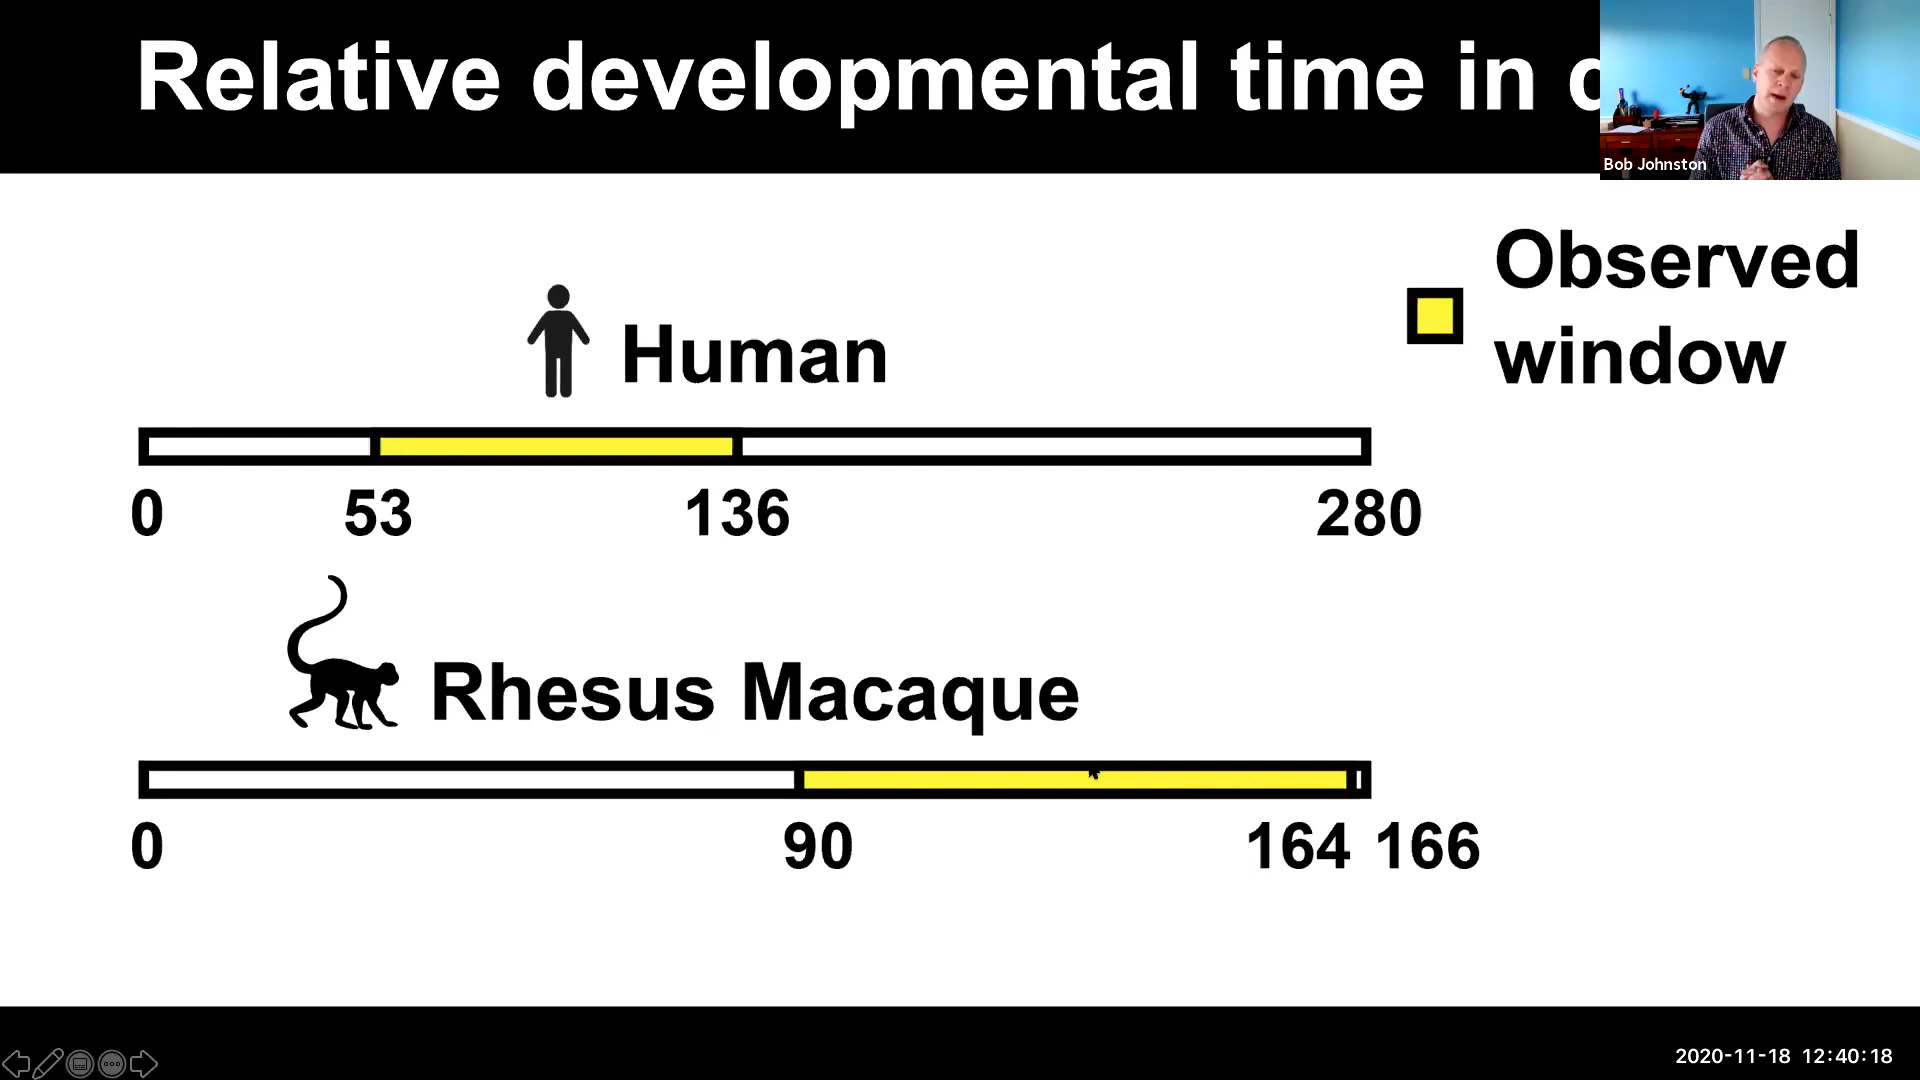 Relative developmental time in
Bob Johnston
Observed
window
Human
0 53 136 280
Rhesus Macaque
0 90 164 166
2020-11-18 12:40:18